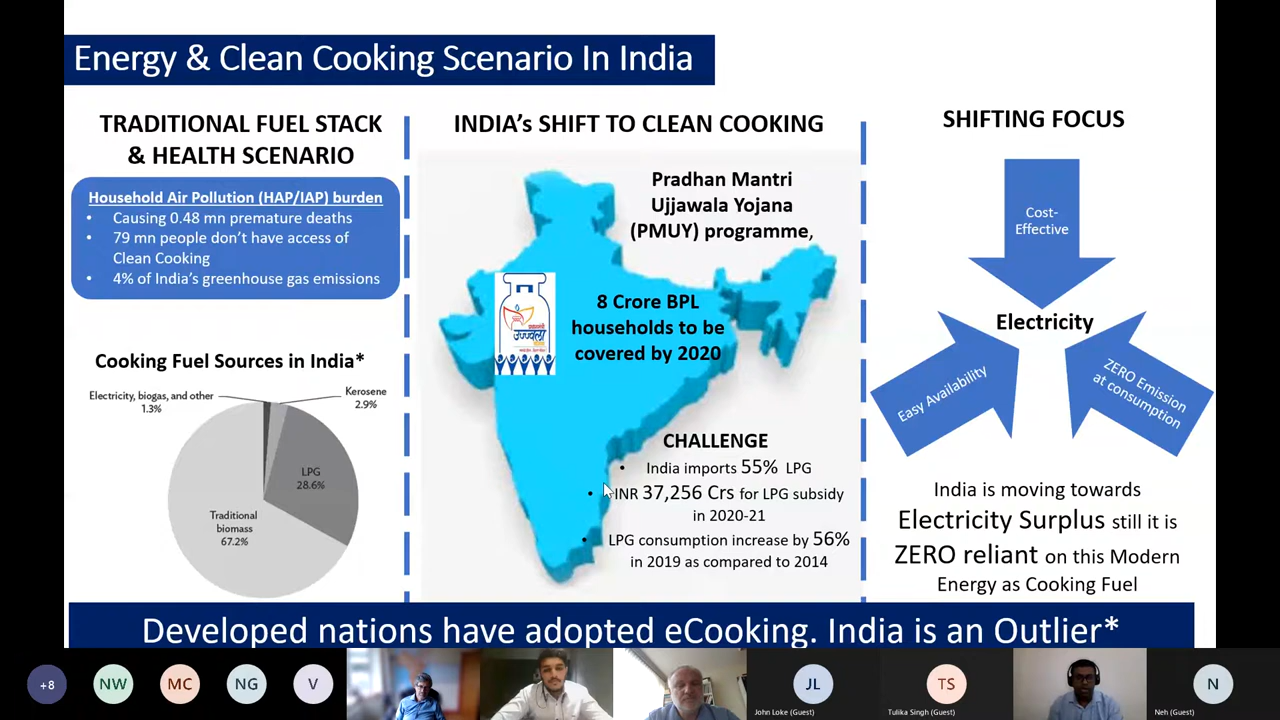 Energy & Clean Cooking Scenario In India
TRADITIONAL FUEL STACK
& HEALTH SCENARIO
Household Air Pollution (HAP/IAP) burden
• Causing 0.48 mn premature deaths
• 79 mn people don't have access of
Clean Cooking
• 4% of India's greenhouse gas emissions
Cooking Fuel Sources in India*
Electricity, biogas, and other
1.3%
Kerosene
2.9%
LPG
28.6%
Traditional
biomass
67.2%
INDIA's SHIFT TO CLEAN COOKING
Pradhan Mantri
Ujjawala Yojana
(PMUY) programme,
उज्ज्वला
8 Crore BPL
households to be
covered by 2020
CHALLENGE
• India imports 55% LPG
• INR 37,256 Crs for LPG subsidy
in 2020-21
• LPG consumption increase by 56%
in 2019 as compared to 2014
SHIFTING FOCUS
Cost-
Effective
Electricity
Easy Availability
ZERO Emission
at consumption
India is moving towards
Electricity Surplus still it is
ZERO reliant on this Modern
Energy as Cooking Fuel
Developed nations have adopted eCooking. India is an Outlier*
+8
NW
MC
NG
V
JL
John Loke (Guest)
TS
Tulika Singh (Guest)
N
Neh (Guest)